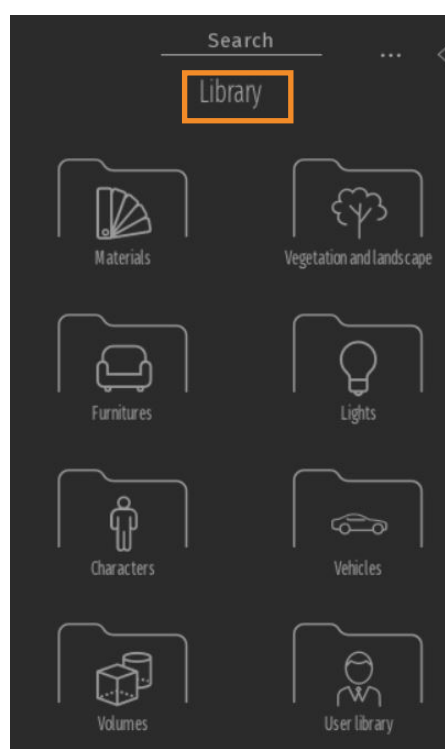 Search
...
Library
Materials
Vegetation and landscape
Furnitures
Lights
Characters
Vehicles
Volumes
User library